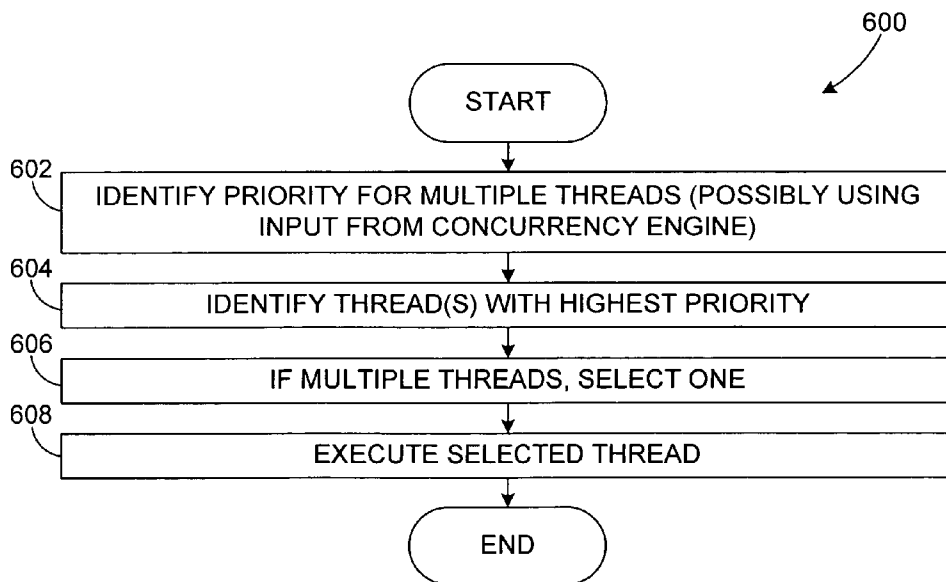 600
START
602
IDENTIFY PRIORITY FOR MULTIPLE THREADS (POSSIBLY USING
INPUT FROM CONCURRENCY ENGINE)
604
IDENTIFY THREAD(S) WITH HIGHEST PRIORITY
606
IF MULTIPLE THREADS, SELECT ONE
608
EXECUTE SELECTED THREAD
END